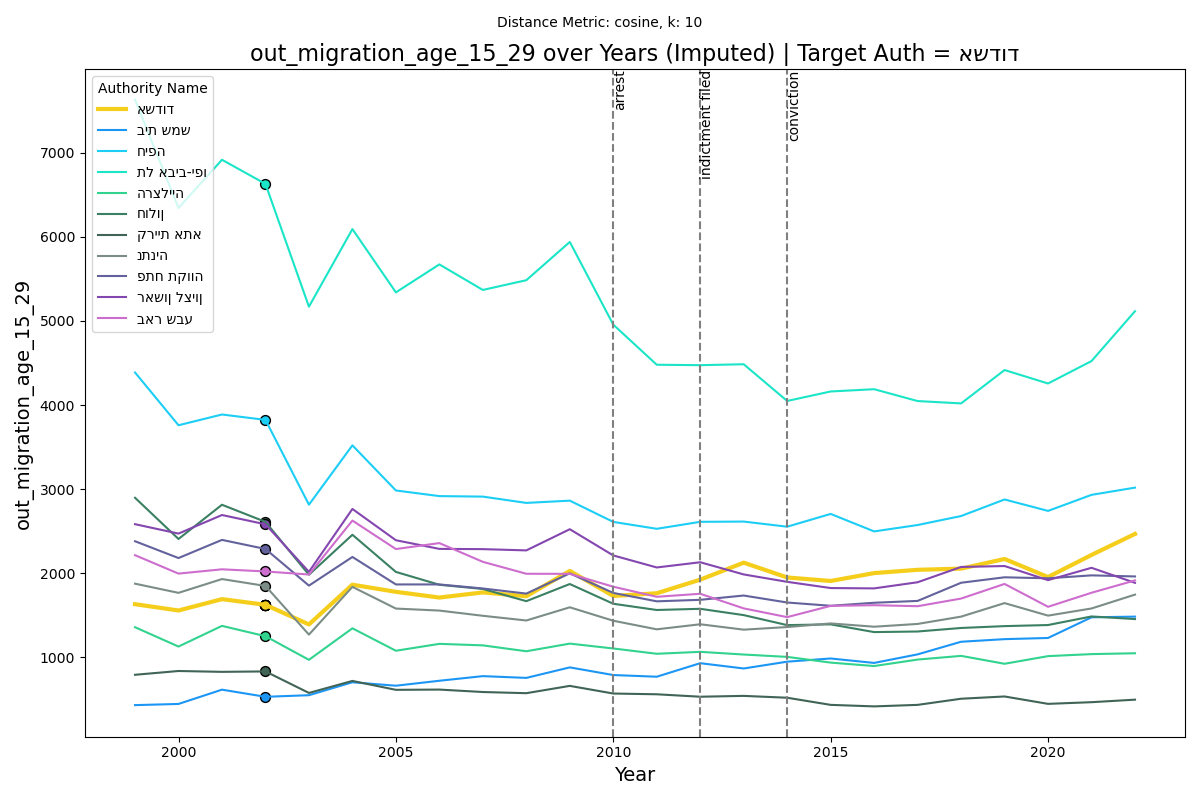 Distance Metric: cosine, k: 10
out_migration_age_15_29 over Years (Imputed) | Target Auth = אשדוד
Authority Name
אשדוד
בית שמש
חיפה
תל אביב-יפו
הרצלייה
חולון
קריית אתא
נתניה
פתח תקווה
ראשון לציון
באר שבע
arrest
indictment filed
conviction
out_migration_age_15_29
7000
6000
5000
4000
3000
2000
1000
2000
2005
2010
2015
2020
Year